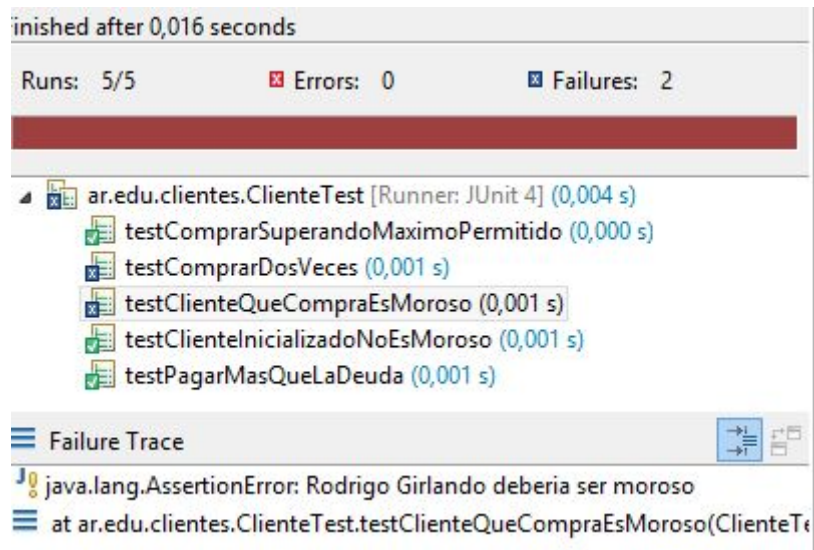 inished after 0,016 seconds
Runs: 5/5 Errors: 0 Failures: 2
ar.edu.clientes.ClienteTest [Runner: JUnit 4] (0,004 s)
testComprarSuperandoMaximoPermitido (0,000 s)
testComprarDosVeces (0,001 s)
testClienteQueCompraEsMoroso (0,001 s)
testClienteInicializadoNoEsMoroso (0,001 s)
testPagarMasQueLaDeuda (0,001 s)
Failure Trace
java.lang.AssertionError: Rodrigo Girlando deberia ser moroso
at ar.edu.clientes.ClienteTest.testClienteQueCompraEsMoroso(ClienteTe